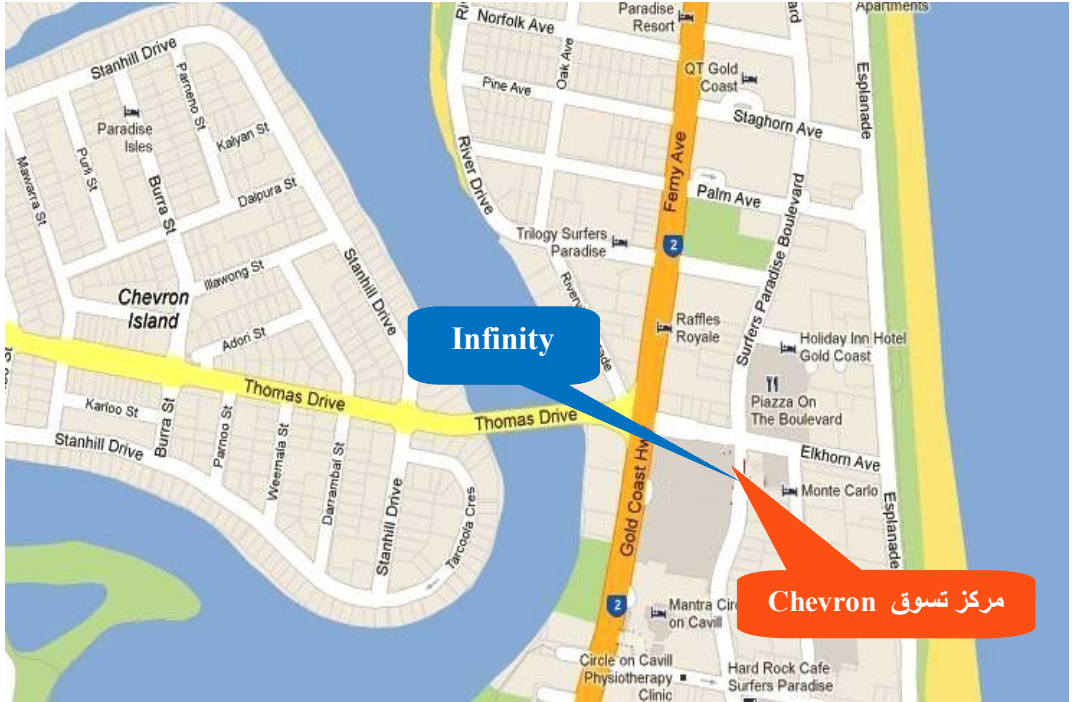 Paradise
Resort
Apartments
Norfolk Ave
Stanhill Drive
Oak Ave
Esplanade
QT Gold
Coast
Pine Ave
Parneno St
Staghorn Ave
Paradise
Isles
Kalyan St
Purli St
Mawarra St
River Drive
Ferny Ave
Palm Ave
Burra St
Dalpura St
Surfers Paradise Boulevard
Trilogy Surfers
Paradise
2
Illawong St
Stanhill Drive
Chevron
Island
Infinity
Raffles
Royale
Adori St
Holiday Inn Hotel
Gold Coast
Thomas Drive
Piazza On
The Boulevard
Karloo St
Thomas Drive
Burra St
Parnoo St
Stanhill Drive
Weemala St
Elkhorn Ave
Darrambal St
Stanhill Drive
Monte Carlo
Gold Coast Hw
Esplanade
Tarcoola Cres
مركز تسوق Chevron
2
Mantra Circ
on Cavill
Circle on Cavill
Physiotherapy
Clinic
Hard Rock Cafe
Surfers Paradise